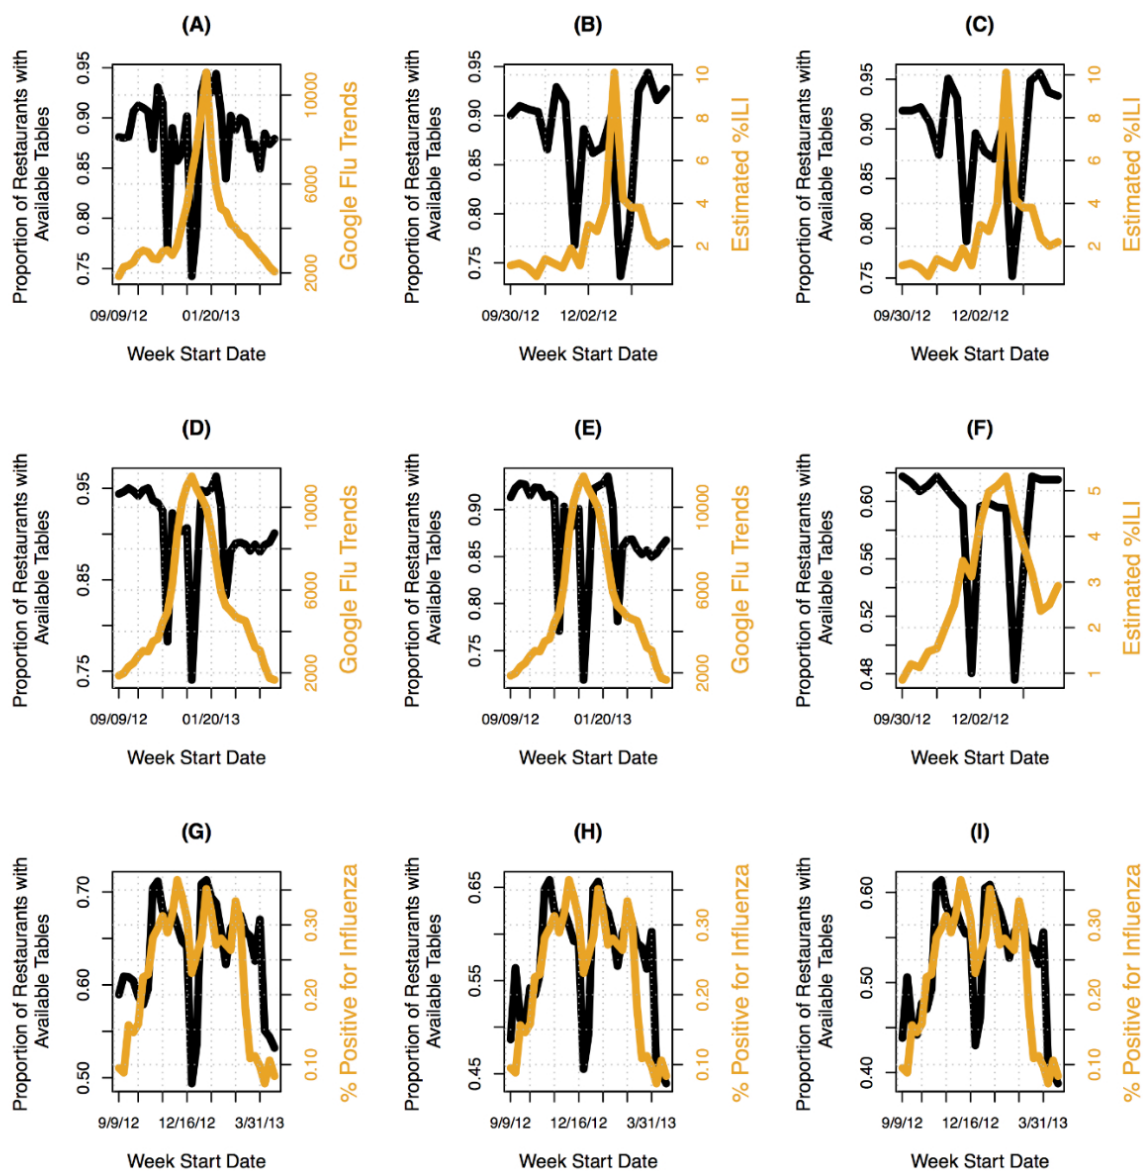 (A)
Proportion of Restaurants with
Available Tables
0.75 0.80 0.85 0.90 0.95
2000 6000 10000
Google Flu Trends
09/09/12 01/20/13
Week Start Date
(B)
Proportion of Restaurants with
Available Tables
0.75 0.80 0.85 0.90 0.95
2 4 6 8 10
Estimated %ILI
09/30/12 12/02/12
Week Start Date
(C)
Proportion of Restaurants with
Available Tables
0.75 0.80 0.85 0.90 0.95
2 4 6 8 10
Estimated %ILI
09/30/12 12/02/12
Week Start Date
(D)
Proportion of Restaurants with
Available Tables
0.75 0.85 0.95
2000 6000 10000
Google Flu Trends
09/09/12 01/20/13
Week Start Date
(E)
Proportion of Restaurants with
Available Tables
0.75 0.80 0.85 0.90
2000 6000 10000
Google Flu Trends
09/09/12 01/20/13
Week Start Date
(F)
Proportion of Restaurants with
Available Tables
0.48 0.52 0.56 0.60
1 2 3 4 5
Estimated %ILI
09/30/12 12/02/12
Week Start Date
(G)
Proportion of Restaurants with
Available Tables
0.50 0.60 0.70
0.10 0.20 0.30
% Positive for Influenza
9/9/12 12/16/12 3/31/13
Week Start Date
(H)
Proportion of Restaurants with
Available Tables
0.45 0.55 0.65
0.10 0.20 0.30
% Positive for Influenza
9/9/12 12/16/12 3/31/13
Week Start Date
(I)
Proportion of Restaurants with
Available Tables
0.40 0.50 0.60
0.10 0.20 0.30
% Positive for Influenza
9/9/12 12/16/12 3/31/13
Week Start Date